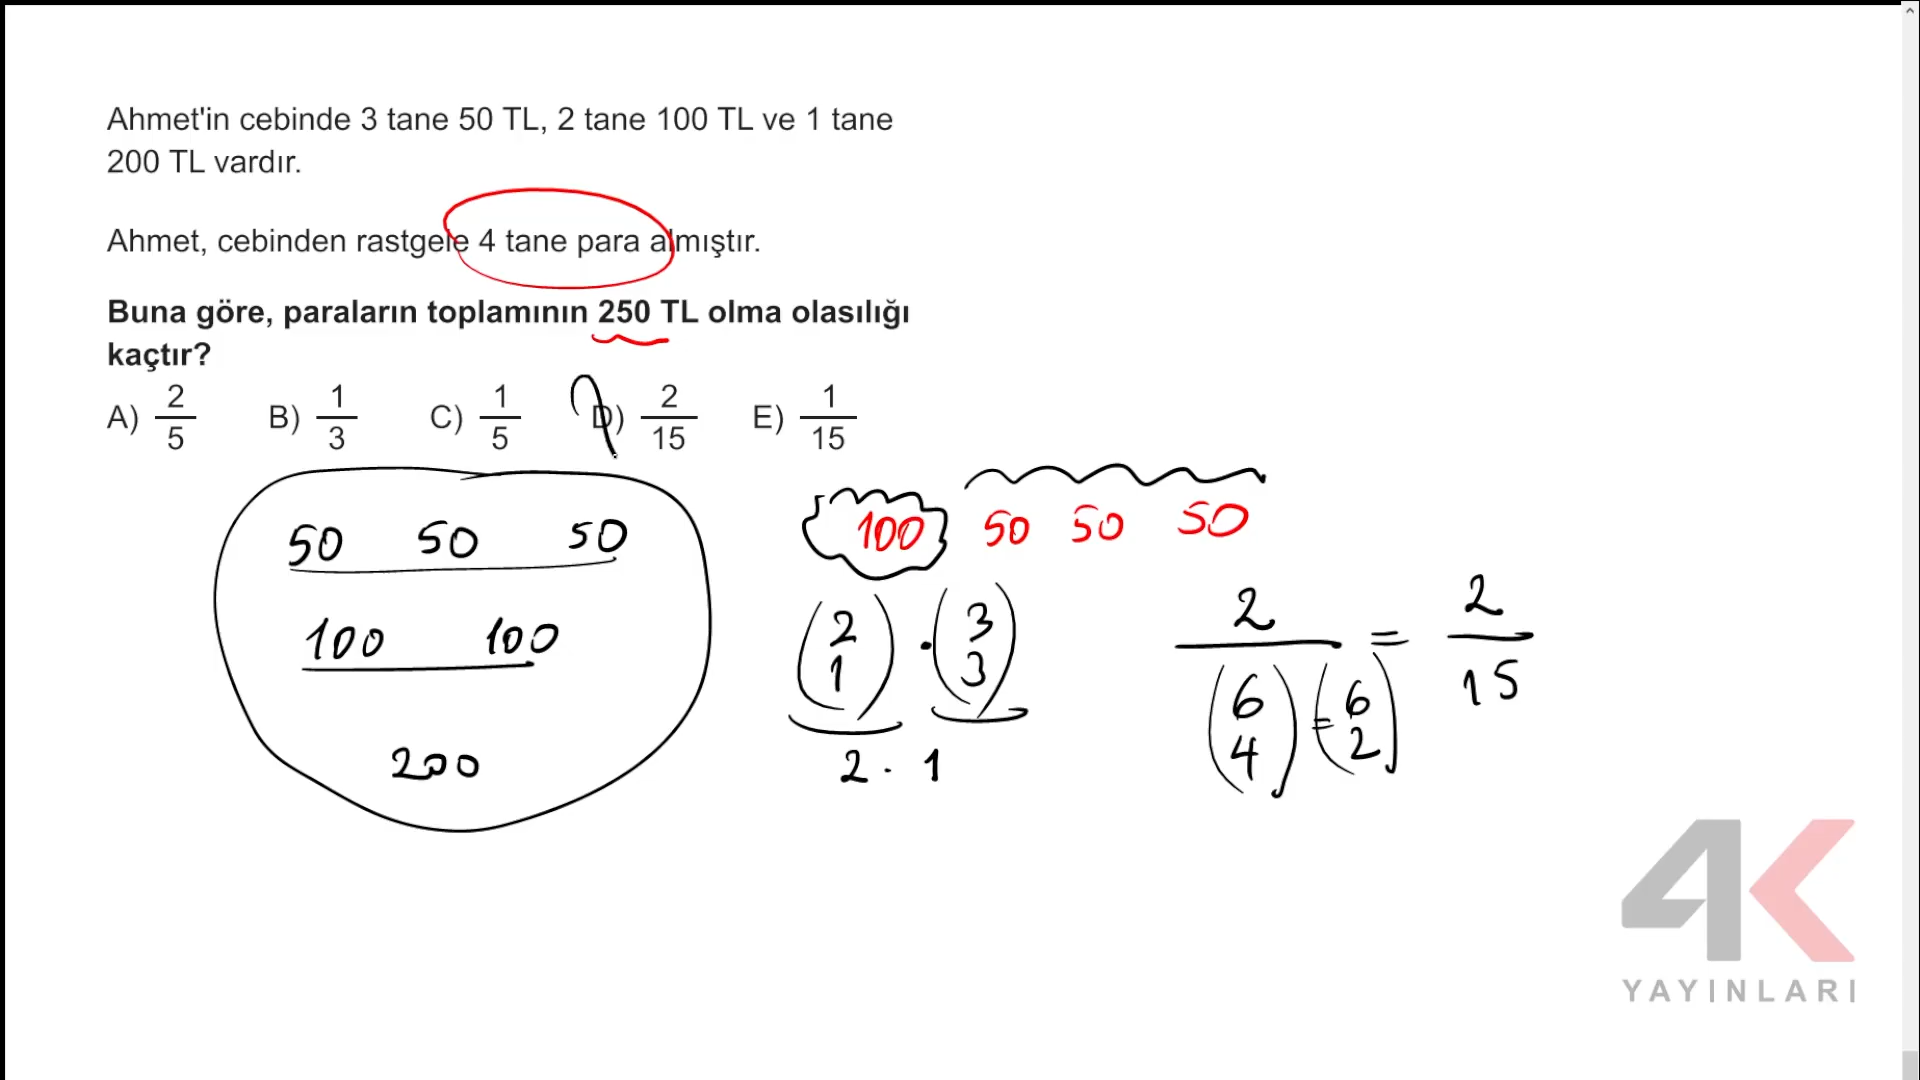 Ahmet'in cebinde 3 tane 50 TL, 2 tane 100 TL ve 1 tane
200 TL vardır.
Ahmet, cebinden rastgele 4 tane para almıştır.
Buna göre, paraların toplamının 250 TL olma olasılığı
kaçtır?
A) 2/5 B) 1/3 C) 1/5 D) 2/15 E) 1/15
50 50 50
100 100
200
100 50 50 50
(2 1) . (3 3)
2 . 1
2/(6 4) = (6 2) = 2/15
4K
YAYINLARI